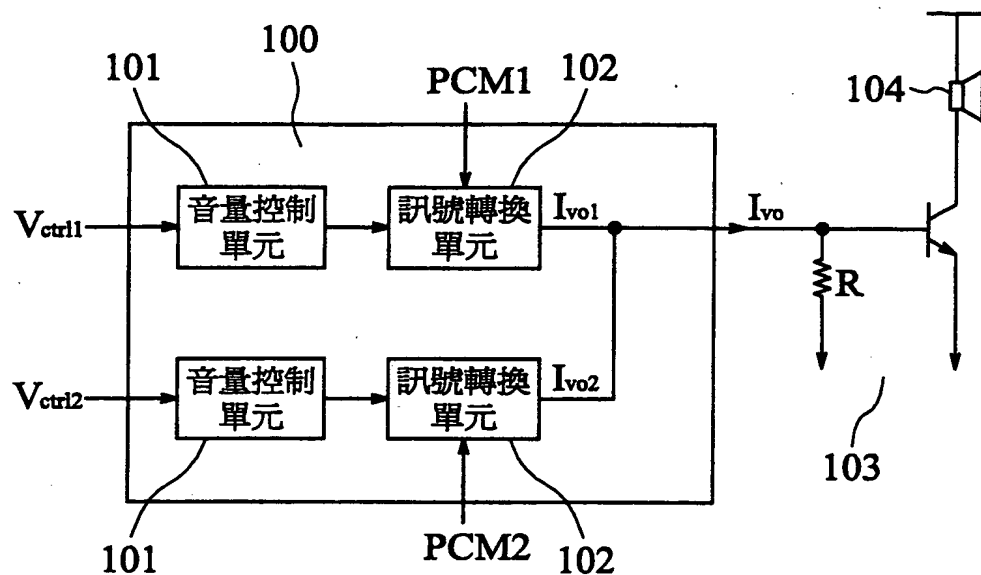 100
101
PCM1
102
104
Vctrl1
音量控制
單元
訊號轉換
單元
Ivo1
Ivo
R
Vctrl2
音量控制
單元
訊號轉換
單元
Ivo2
103
101
PCM2
102